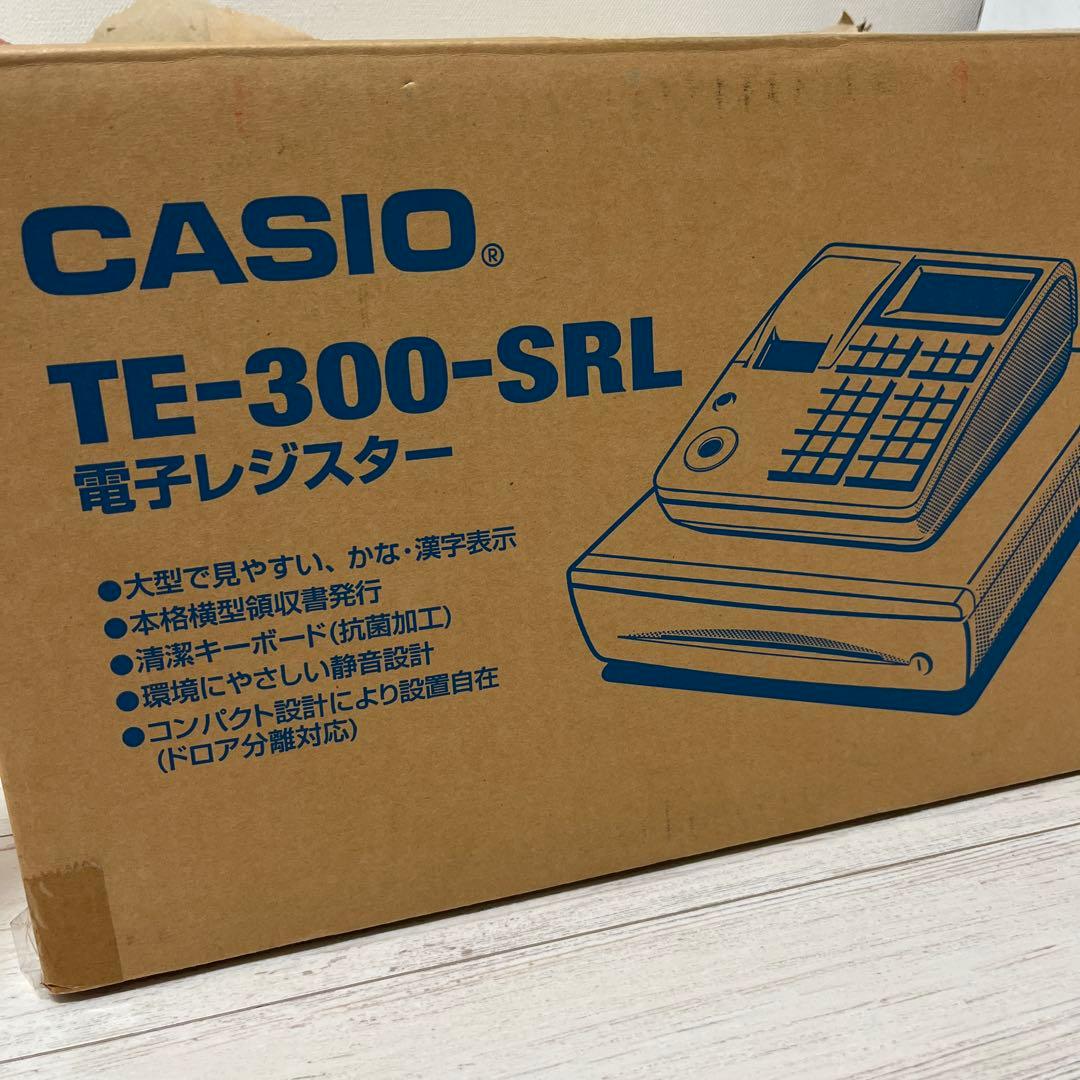 CASIO®
TE-300-SRL
電子レジスター
●大型で見やすい、かな・漢字表示
●本格横型領収書発行
●清潔キーボード(抗菌加工)
●環境にやさしい静音設計
●コンパクト設計により設置自在
(ドロア分離対応)